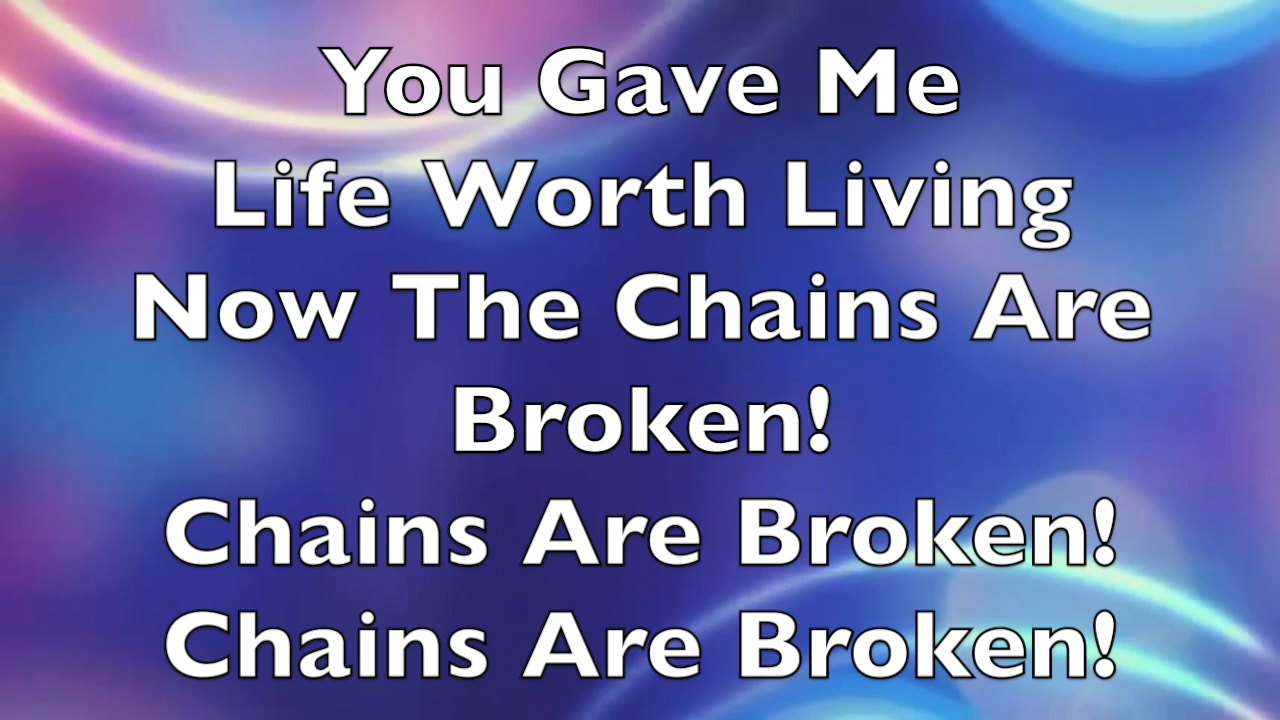 You Gave Me
Life Worth Living
Now The Chains Are
Broken!
Chains Are Broken!
Chains Are Broken!